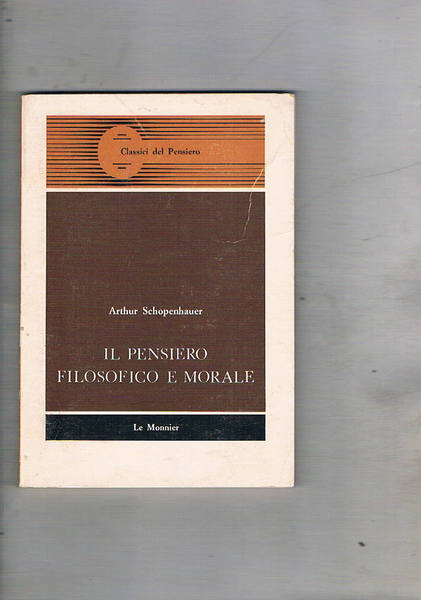 Classici del Pensiero
Arthur Schopenhauer
IL PENSIERO
FILOSOFICO E MORALE
Le Monnier